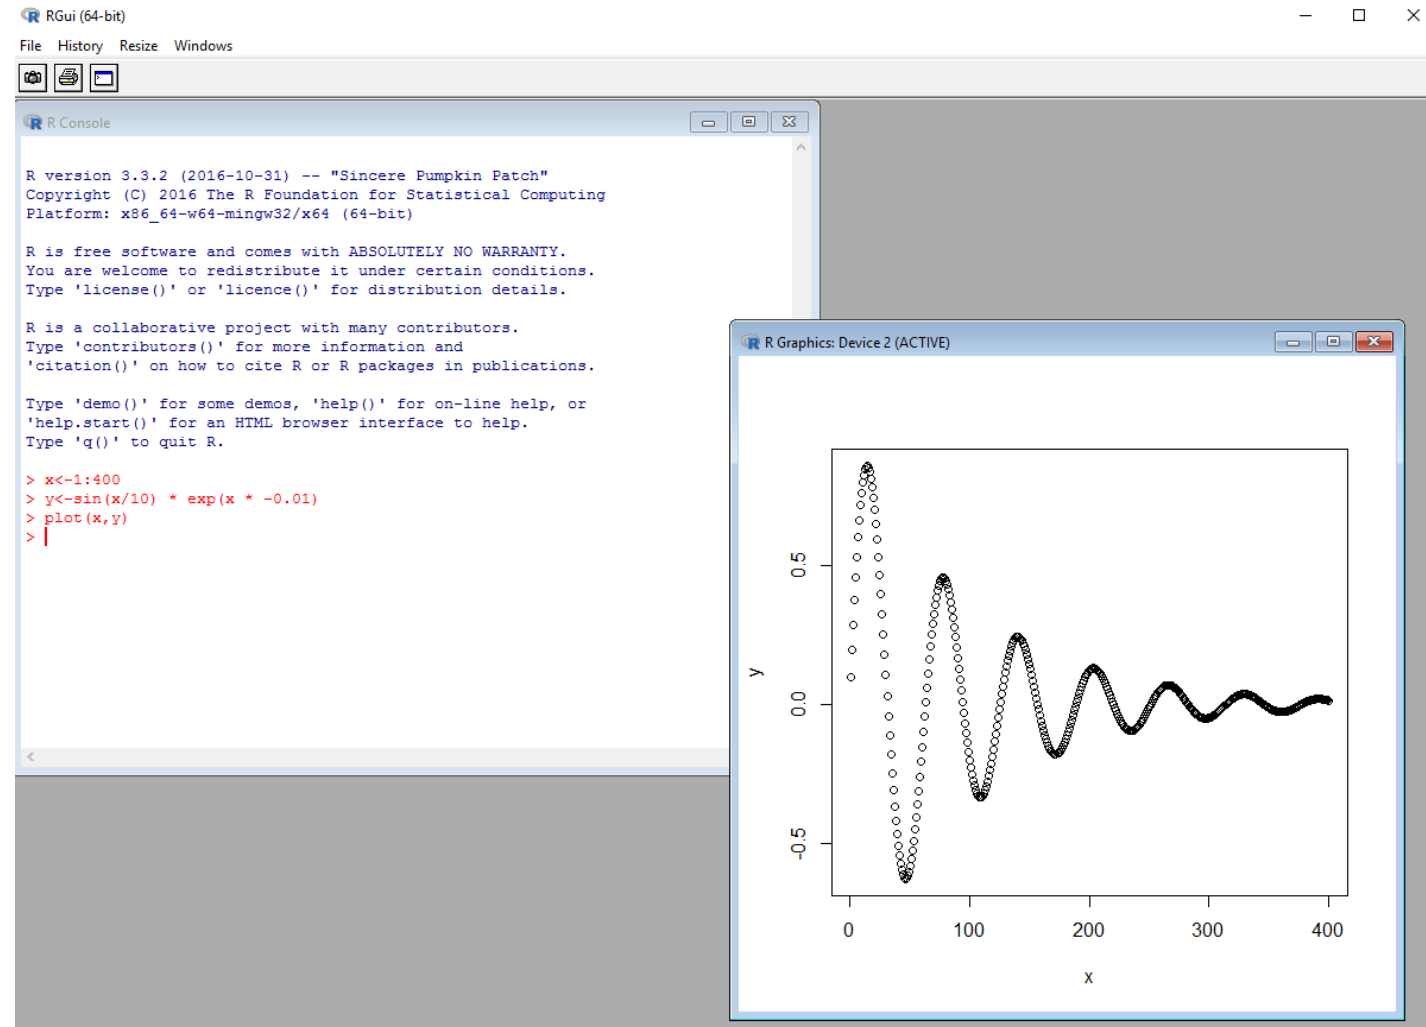 RGui (64-bit)
File History Resize Windows
R Console
R version 3.3.2 (2016-10-31) -- "Sincere Pumpkin Patch"
Copyright (C) 2016 The R Foundation for Statistical Computing
Platform: x86_64-w64-mingw32/x64 (64-bit)
R is free software and comes with ABSOLUTELY NO WARRANTY.
You are welcome to redistribute it under certain conditions.
Type 'license()' or 'licence()' for distribution details.
R is a collaborative project with many contributors.
Type 'contributors()' for more information and
'citation()' on how to cite R or R packages in publications.
Type 'demo()' for some demos, 'help()' for on-line help, or
'help.start()' for an HTML browser interface to help.
Type 'q()' to quit R.
> x<-1:400
> y<-sin(x/10) * exp(x * -0.01)
> plot(x,y)
>
R Graphics: Device 2 (ACTIVE)
0.5
0.0
-0.5
y
0 100 200 300 400
x